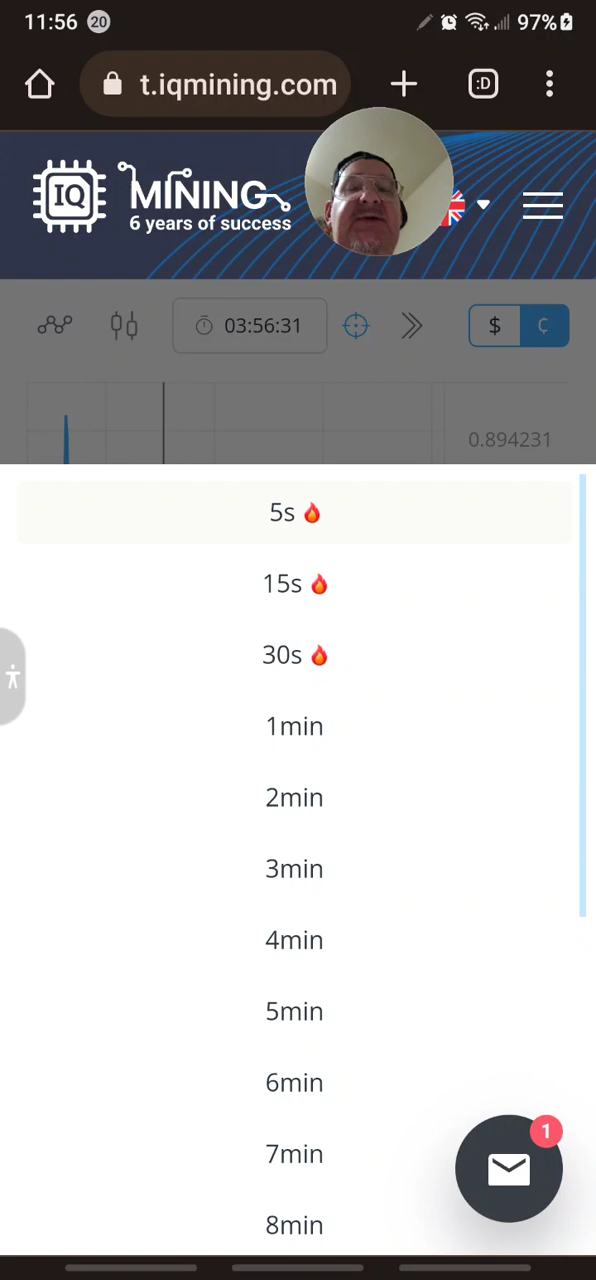 11:56 20 97%
t.iqmining.com :D
IQ MINING
6 years of success
03:56:31 $ ₵
0.894231
5s 🔥
15s 🔥
30s 🔥
1min
2min
3min
4min
5min
6min
1
7min
8min